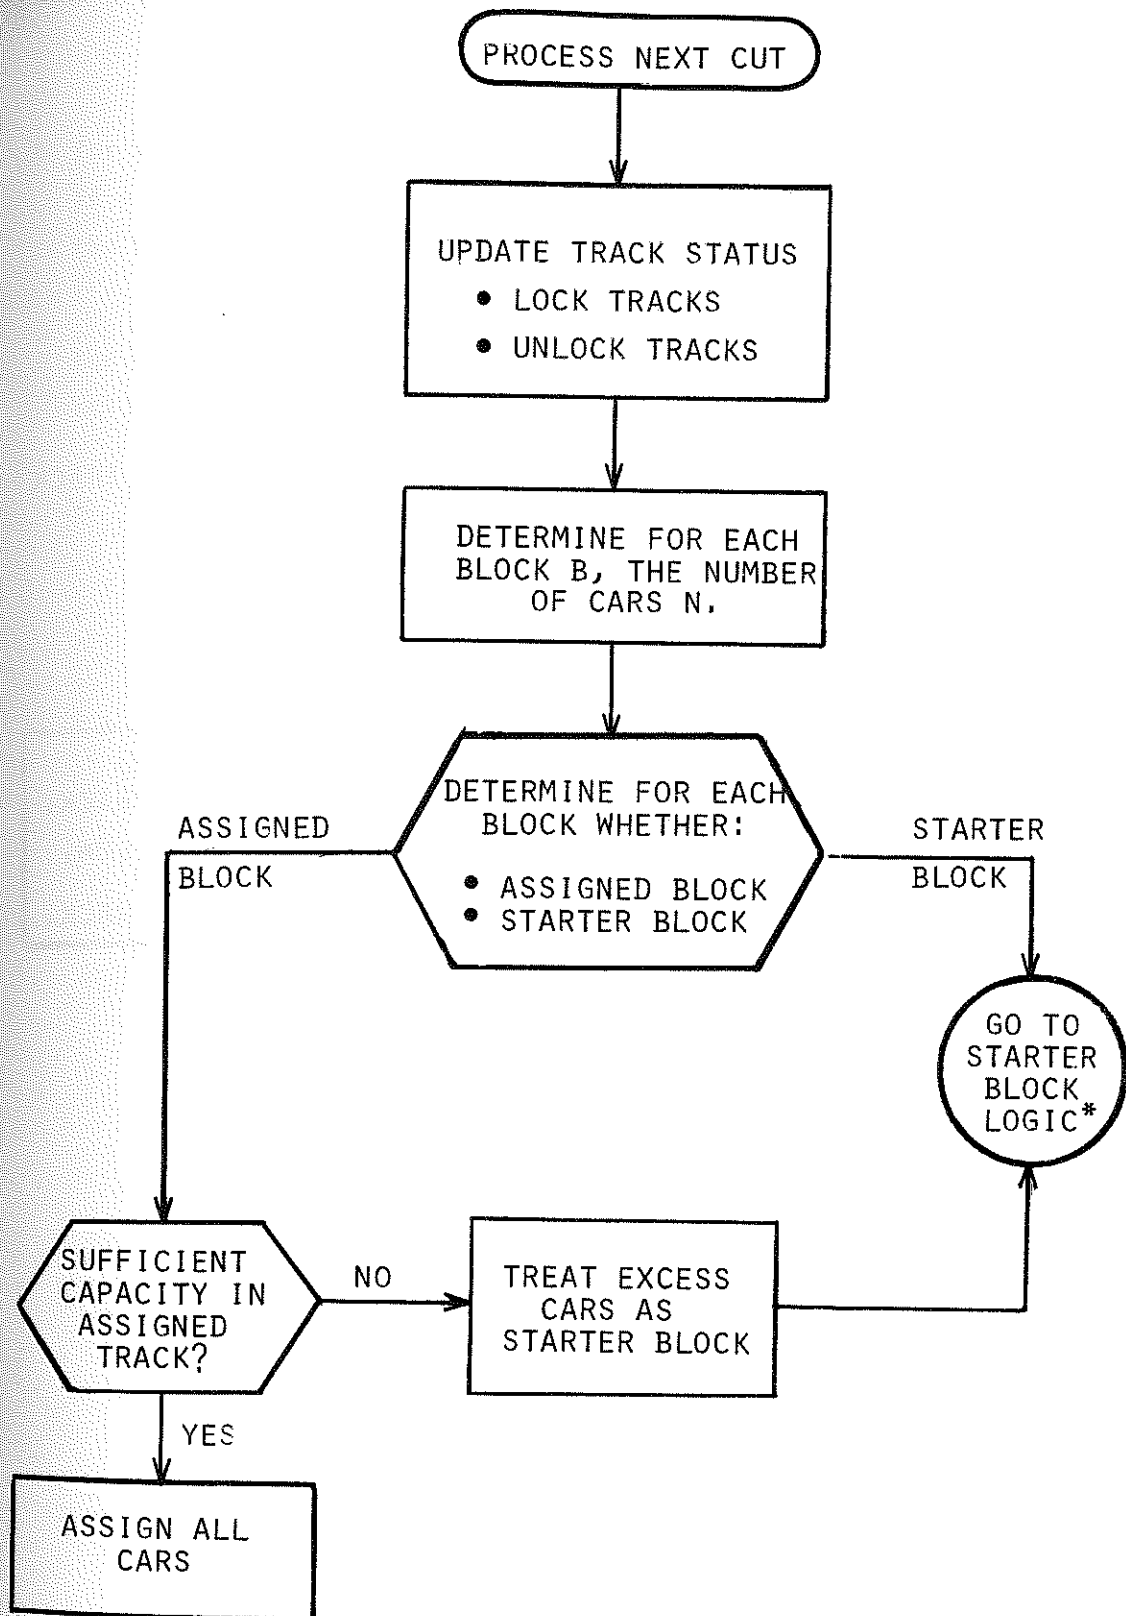 PROCESS NEXT CUT
UPDATE TRACK STATUS
• LOCK TRACKS
• UNLOCK TRACKS
DETERMINE FOR EACH
BLOCK B, THE NUMBER
OF CARS N.
DETERMINE FOR EACH
BLOCK WHETHER:
• ASSIGNED BLOCK
• STARTER BLOCK
ASSIGNED
BLOCK
STARTER
BLOCK
GO TO
STARTER
BLOCK
LOGIC*
SUFFICIENT
CAPACITY IN
ASSIGNED
TRACK?
NO
TREAT EXCESS
CARS AS
STARTER BLOCK
YES
ASSIGN ALL
CARS